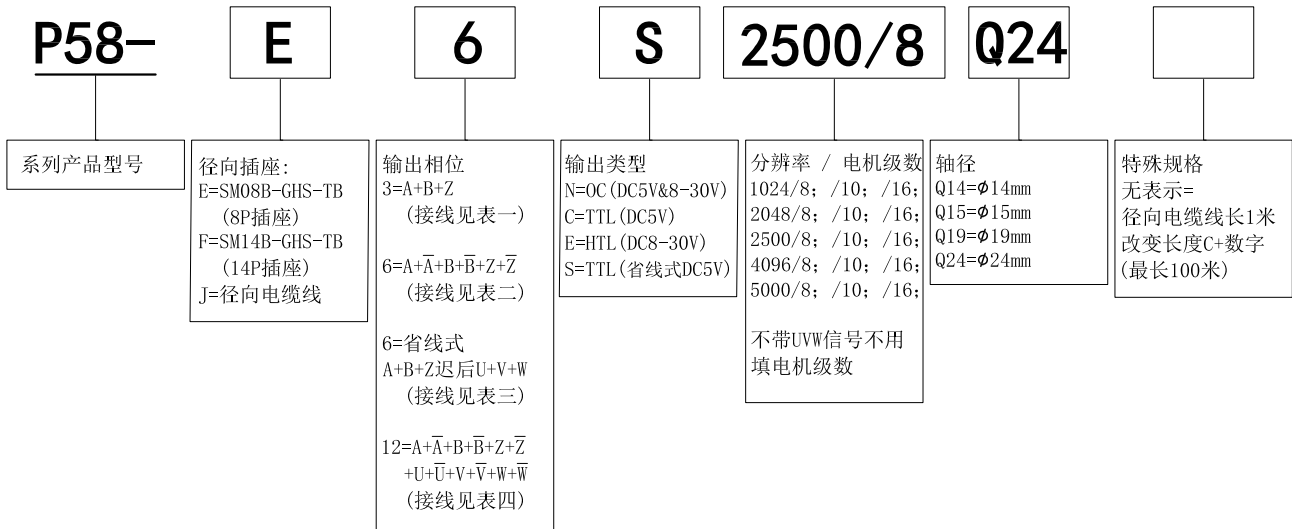 P58-
E
6
S
2500/8
Q24
系列产品型号
径向插座:
E=SM08B-GHS-TB
(8P插座)
F=SM14B-GHS-TB
(14P插座)
J=径向电缆线
输出相位
3=A+B+Z
(接线见表一)
6=A+A̅+B+B̅+Z+Z̅
(接线见表二)
6=省线式
A+B+Z迟后U+V+W
(接线见表三)
12=A+A̅+B+B̅+Z+Z̅
+U+U̅+V+V̅+W+W̅
(接线见表四)
输出类型
N=OC(DC5V&8-30V)
C=TTL(DC5V)
E=HTL(DC8-30V)
S=TTL(省线式DC5V)
分辨率 / 电机级数
1024/8; /10; /16;
2048/8; /10; /16;
2500/8; /10; /16;
4096/8; /10; /16;
5000/8; /10; /16;
不带UVW信号不用
填电机级数
轴径
Q14=Φ14mm
Q15=Φ15mm
Q19=Φ19mm
Q24=Φ24mm
特殊规格
无表示=
径向电缆线长1米
改变长度C+数字
(最长100米)